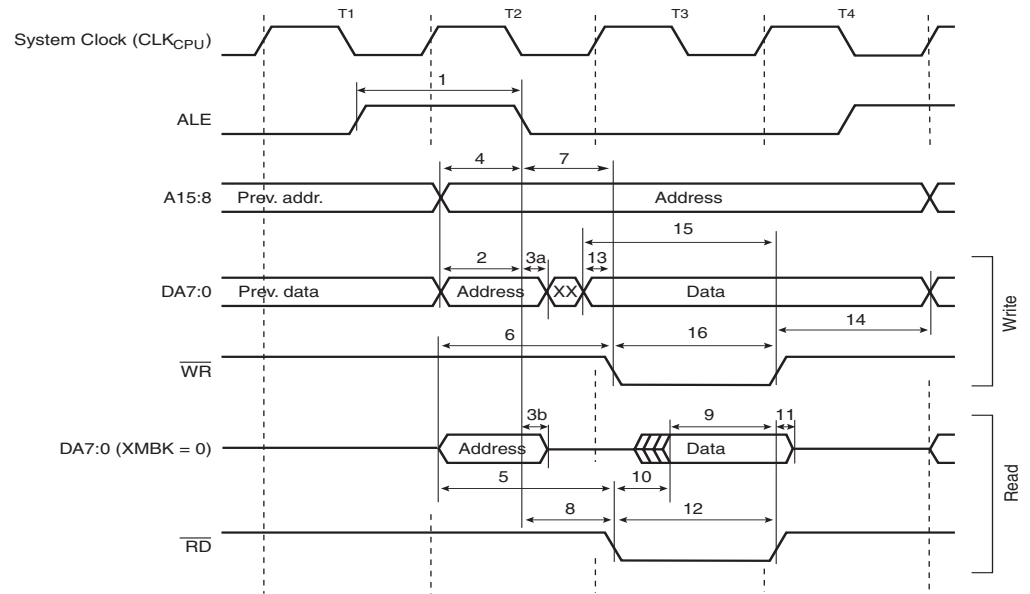 T1 T2 T3 T4
System Clock (CLKCPU)
1
ALE
4 7
A15:8 Prev. addr. Address
15
2 3a 13
DA7:0 Prev. data Address XX Data
14
Write
6 16
WR
3b 9 11
DA7:0 (XMBK = 0) Address Data
5 10
Read
8 12
RD